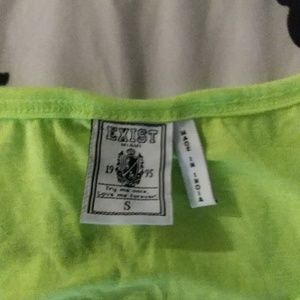 EXIST
MIAMI
19 95
Try me once
Love me forever
S
MADE IN INDIA